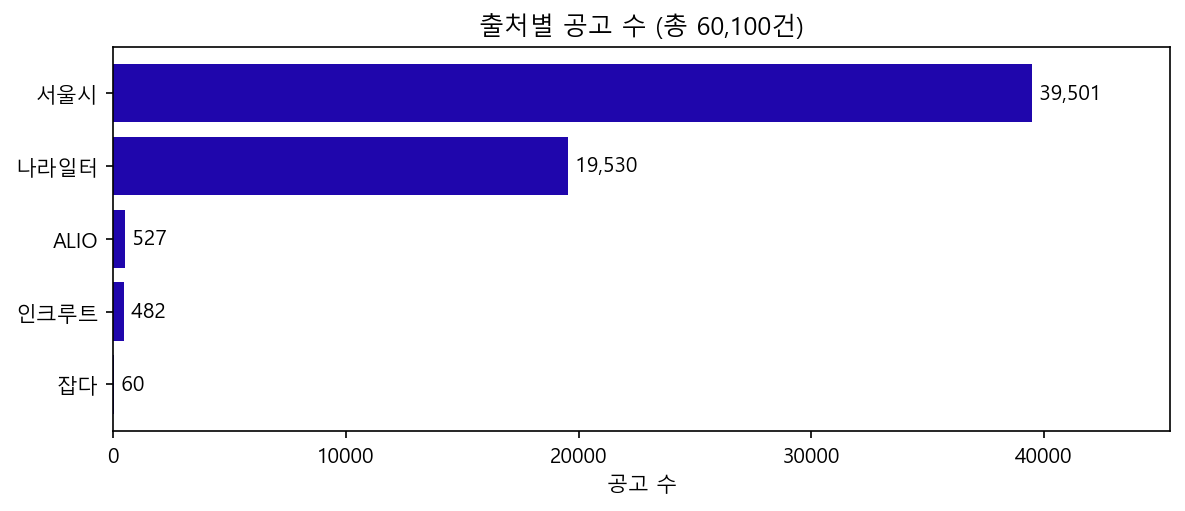 출처별 공고 수 (총 60,100건)
서울시 39,501
나라일터 19,530
ALIO 527
인크루트 482
잡다 60
0 10000 20000 30000 40000
공고 수